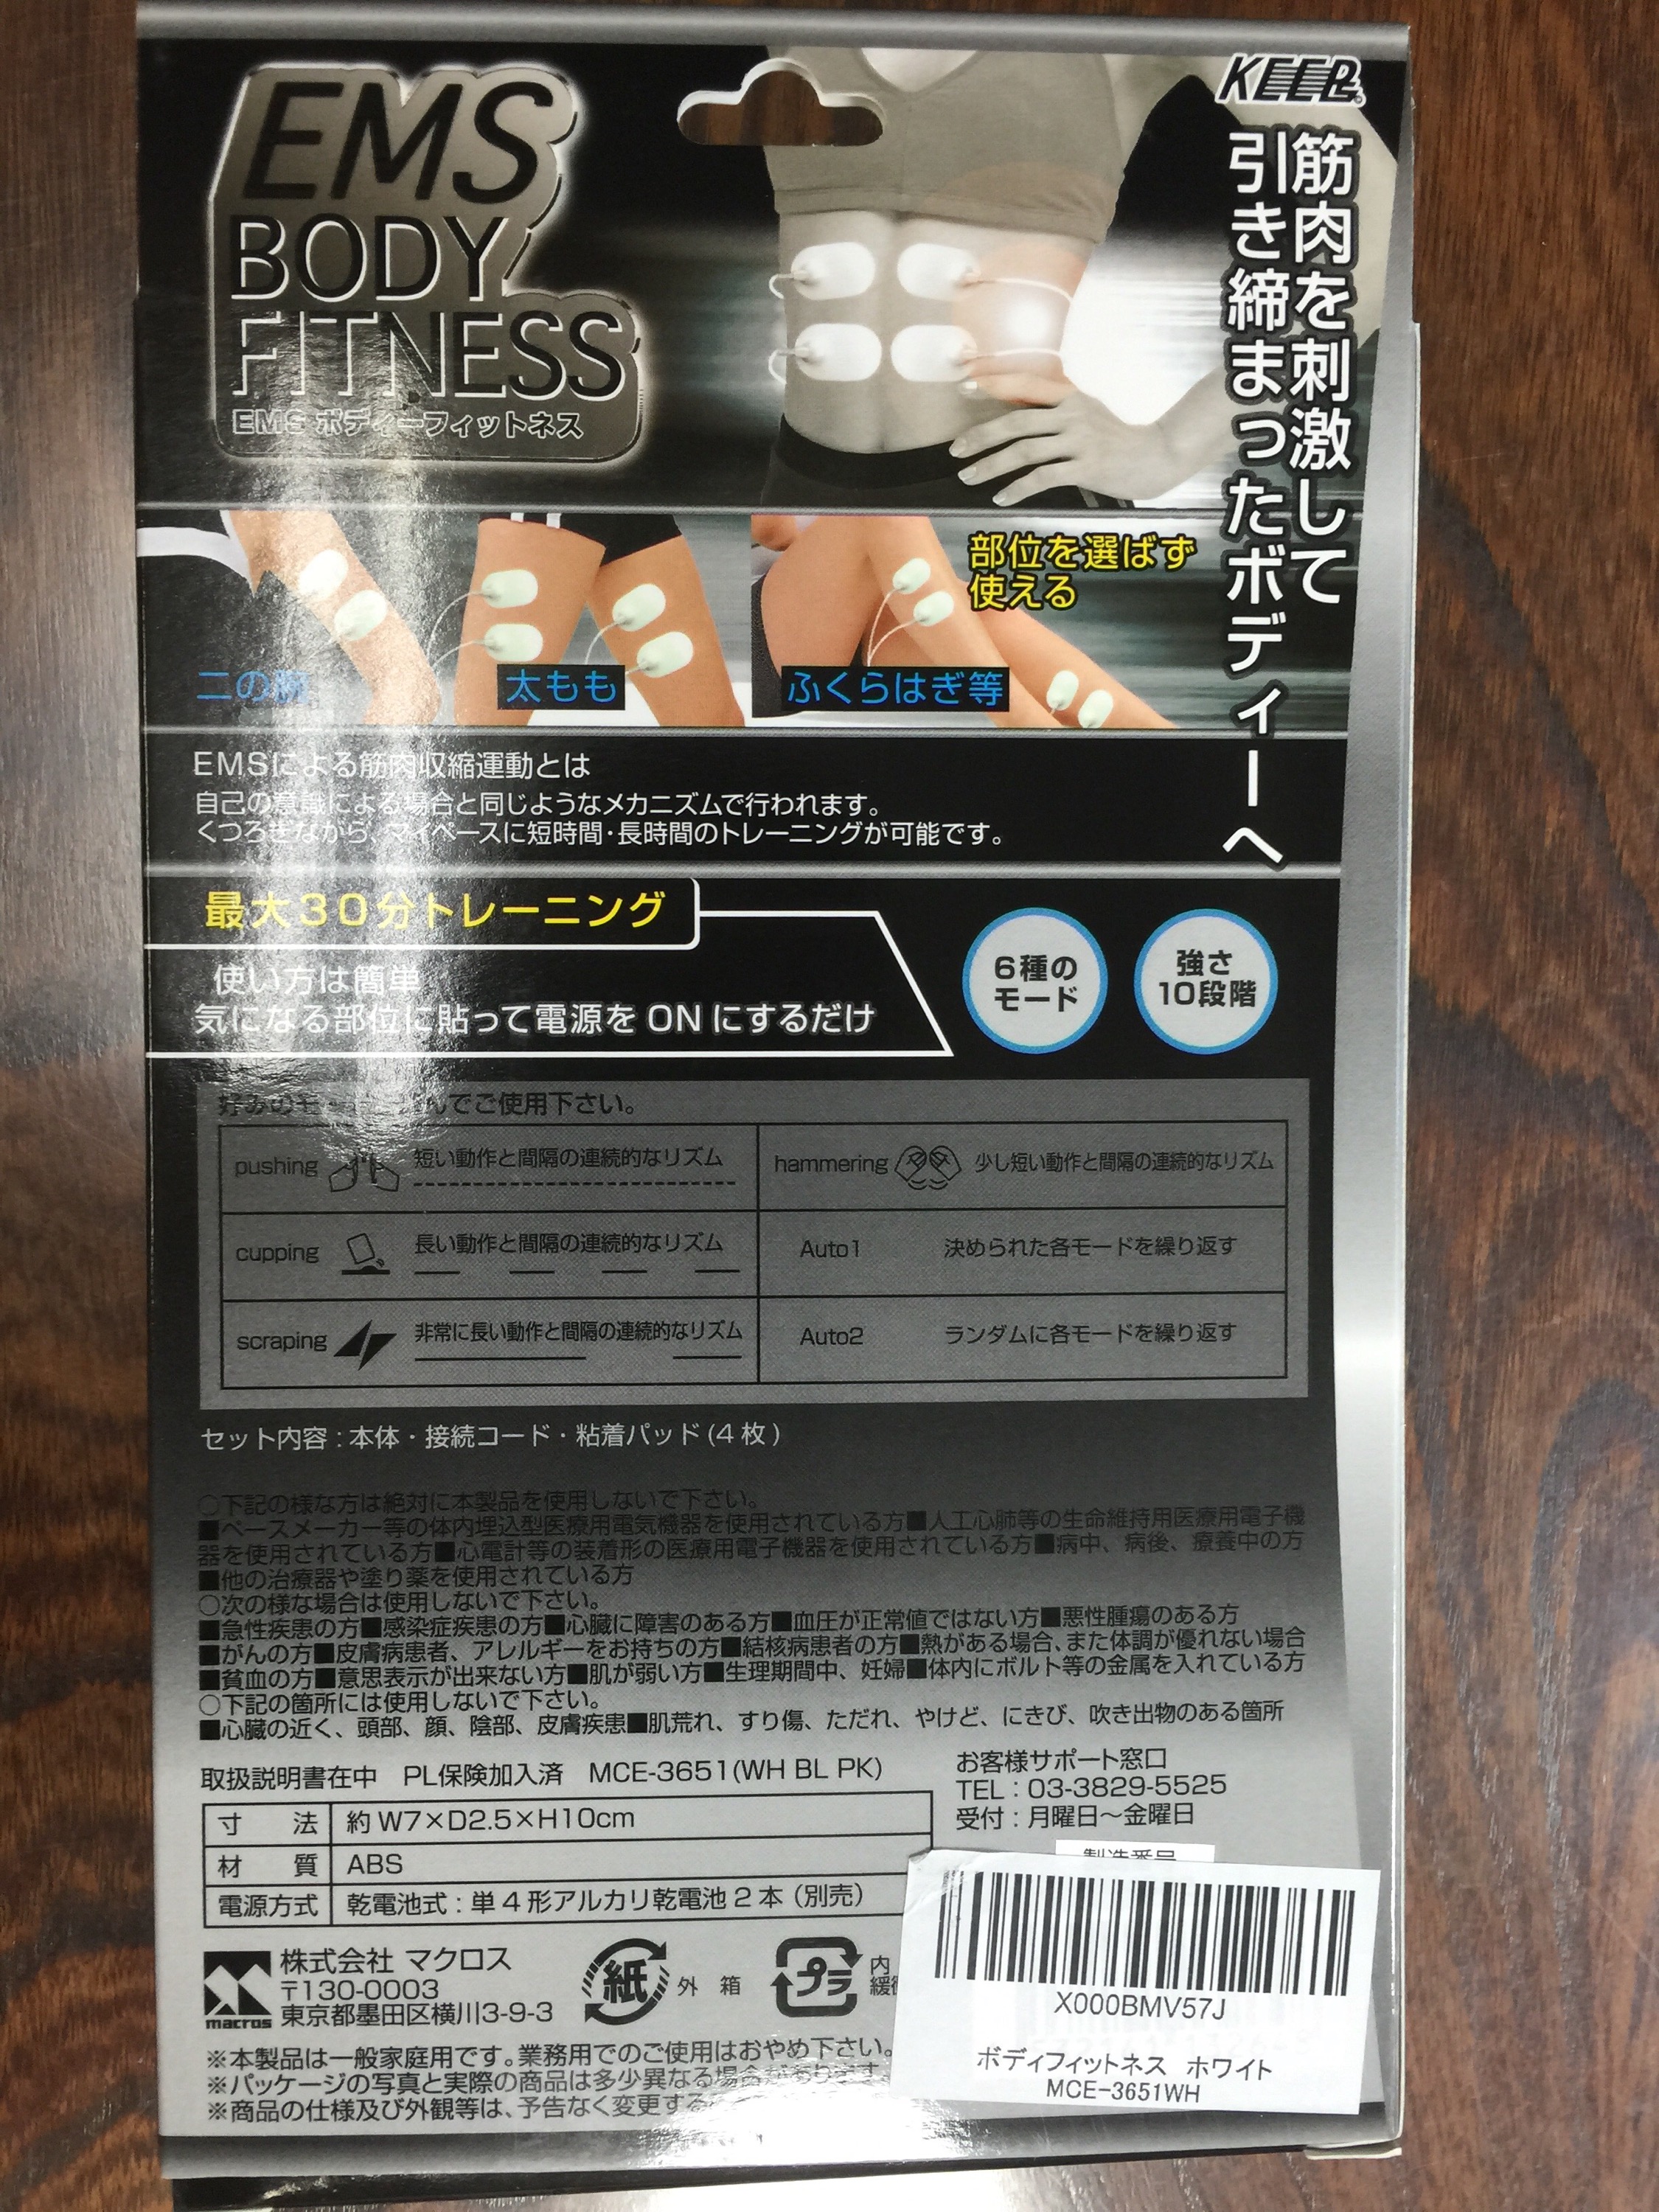 EMS
BODY
FITNESS
EMS ボディーフィットネス
KEEP
筋肉を刺激して
引き締まったボディーへ
部位を選ばず
使える
二の腕
太もも
ふくらはぎ等
EMSによる筋肉収縮運動とは
自己の意識による場合と同じようなメカニズムで行われます。
くつろぎながら、マイペースに短時間・長時間のトレーニングが可能です。
最大30分トレーニング
使い方は簡単
気になる部位に貼って電源をONにするだけ
6種の
モード
強さ
10段階
好みのモードを選んでご使用下さい。
pushing 短い動作と間隔の連続的なリズム
hammering 少し短い動作と間隔の連続的なリズム
cupping 長い動作と間隔の連続的なリズム
Auto1 決められた各モードを繰り返す
scraping 非常に長い動作と間隔の連続的なリズム
Auto2 ランダムに各モードを繰り返す
セット内容:本体・接続コード・粘着パッド(4枚)
○下記の様な方は絶対に本製品を使用しないで下さい。
■ペースメーカー等の体内埋込型医療用電気機器を使用されている方■人工心肺等の生命維持用医療用電子機
器を使用されている方■心電計等の装着形の医療用電子機器を使用されている方■病中、病後、療養中の方
■他の治療器や塗り薬を使用されている方
○次の様な場合は使用しないで下さい。
■急性疾患の方■感染症疾患の方■心臓に障害のある方■血圧が正常値ではない方■悪性腫瘍のある方
■がんの方■皮膚病患者、アレルギーをお持ちの方■結核病患者の方■熱がある場合、また体調が優れない場合
■貧血の方■意思表示が出来ない方■肌が弱い方■生理期間中、妊婦■体内にボルト等の金属を入れている方
○下記の箇所には使用しないで下さい。
■心臓の近く、頭部、顔、陰部、皮膚疾患■肌荒れ、すり傷、ただれ、やけど、にきび、吹き出物のある箇所
取扱説明書在中 PL保険加入済 MCE-3651(WH BL PK)
お客様サポート窓口
TEL:03-3829-5525
受付:月曜日～金曜日
寸法 約W7×D2.5×H10cm
材質 ABS
電源方式 乾電池式:単4形アルカリ乾電池2本(別売)
製造番号
macros
株式会社 マクロス
〒130-0003
東京都墨田区横川3-9-3
紙 外 箱
プラ 内
※本製品は一般家庭用です。業務用でのご使用はおやめ下さい。
※パッケージの写真と実際の商品は多少異なる場合があります。
※商品の仕様及び外観等は、予告なく変更する
X000BMV57J
ボディフィットネス ホワイト
MCE-3651WH